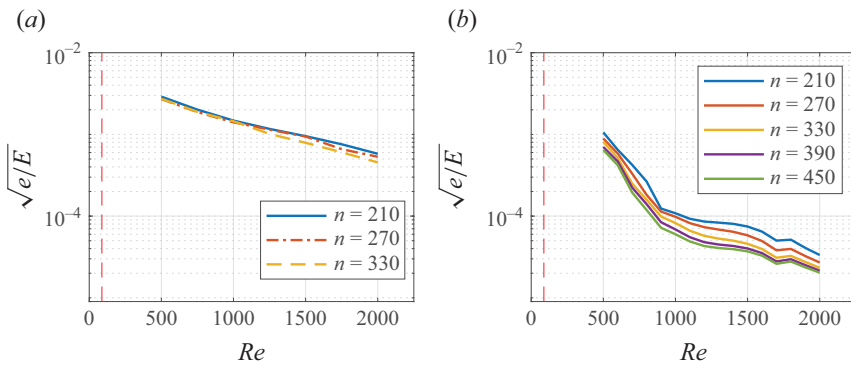 (a)
10⁻²
10⁻⁴
√e/E
0 500 1000 1500 2000
Re
n = 210
n = 270
n = 330
(b)
10⁻²
10⁻⁴
√e/E
0 500 1000 1500 2000
Re
n = 210
n = 270
n = 330
n = 390
n = 450